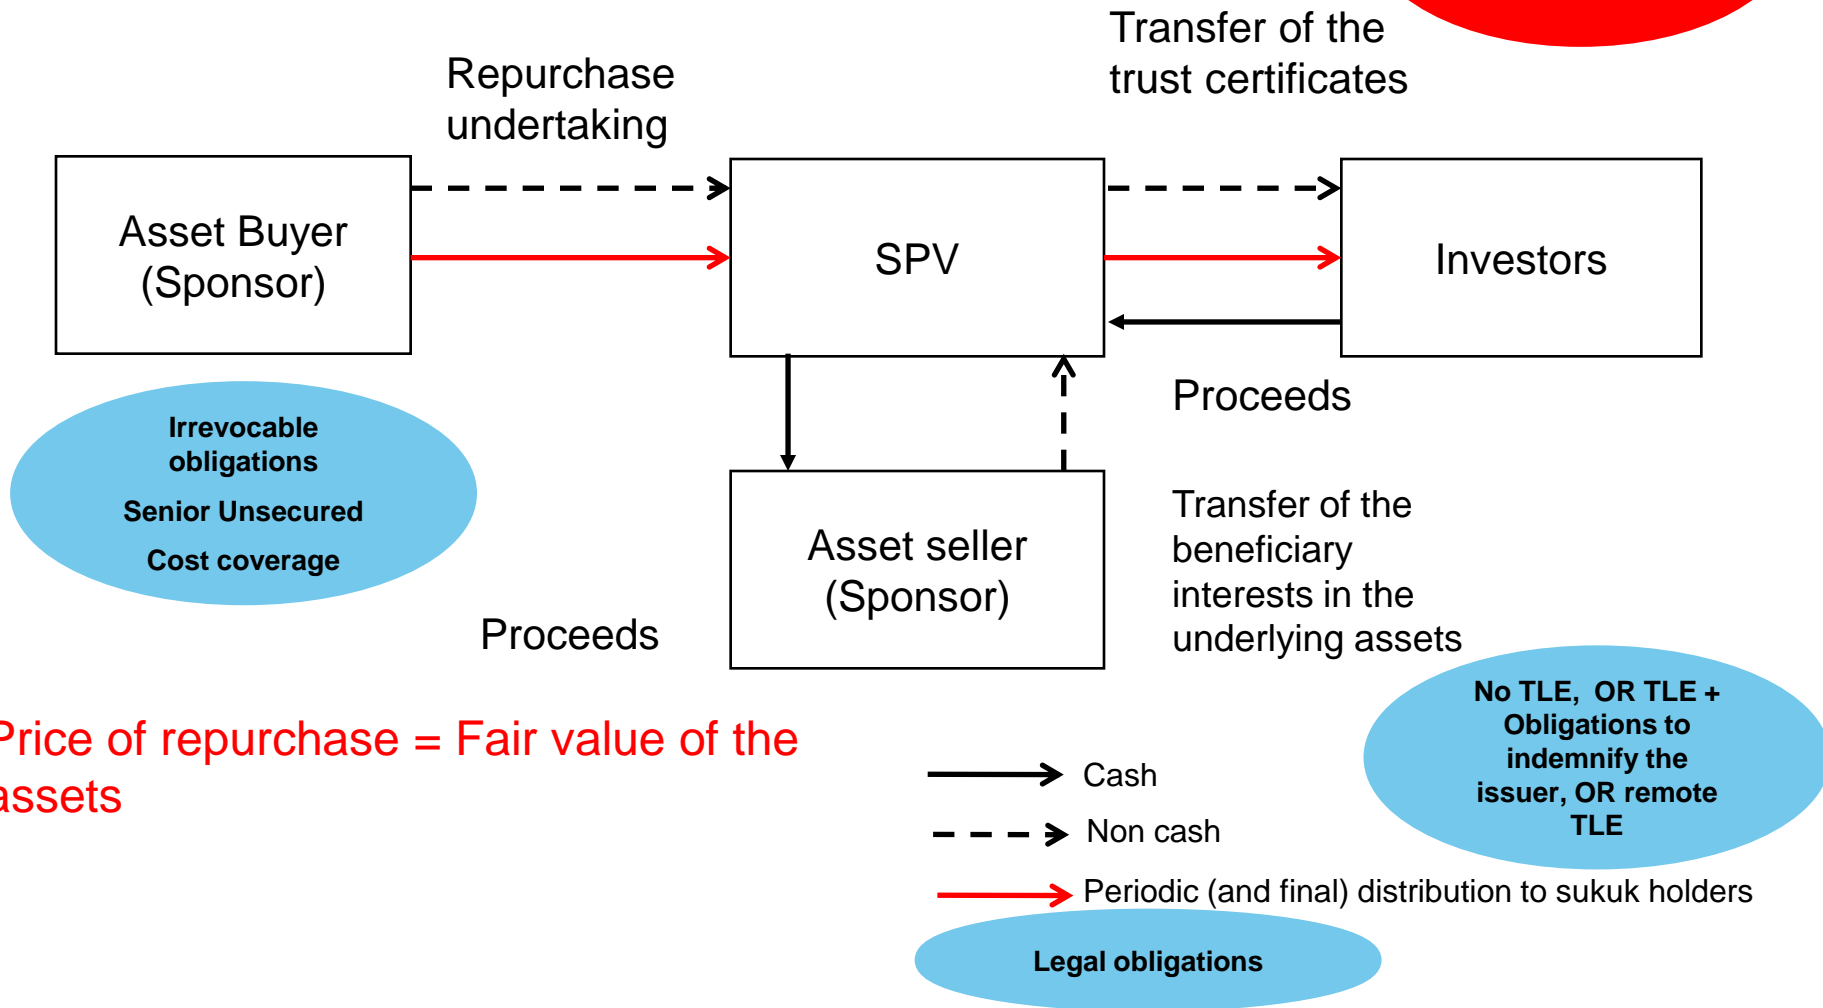 Transfer of the
trust certificates
Repurchase
undertaking
Asset Buyer
(Sponsor)
SPV
Investors
Proceeds
Irrevocable
obligations
Senior Unsecured
Cost coverage
Asset seller
(Sponsor)
Transfer of the
beneficiary
interests in the
underlying assets
Proceeds
No TLE, OR TLE +
Obligations to
indemnify the
issuer, OR remote
TLE
Price of repurchase = Fair value of the
assets
Cash
Non cash
Periodic (and final) distribution to sukuk holders
Legal obligations